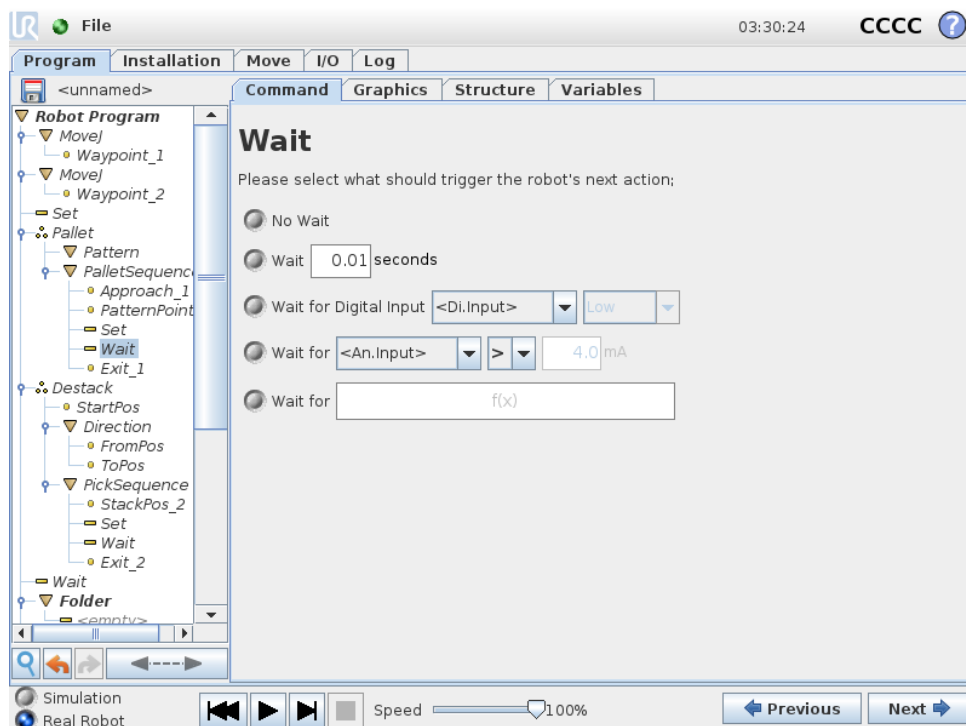 UR File 03:30:24 CCCC ?
Program Installation Move I/O Log
<unnamed> Command Graphics Structure Variables
Robot Program
MoveJ
Waypoint_1
MoveJ
Waypoint_2
Set
Pallet
Pattern
PalletSequenc
Approach_1
PatternPoint
Set
Wait
Exit_1
Destack
StartPos
Direction
FromPos
ToPos
PickSequence
StackPos_2
Set
Wait
Exit_2
Wait
Folder
<empty>
Wait
Please select what should trigger the robot's next action;
No Wait
Wait 0.01 seconds
Wait for Digital Input <Di.Input> Low
Wait for <An.Input> > 4.0 mA
Wait for f(x)
Simulation
Real Robot
Speed 100%
Previous Next